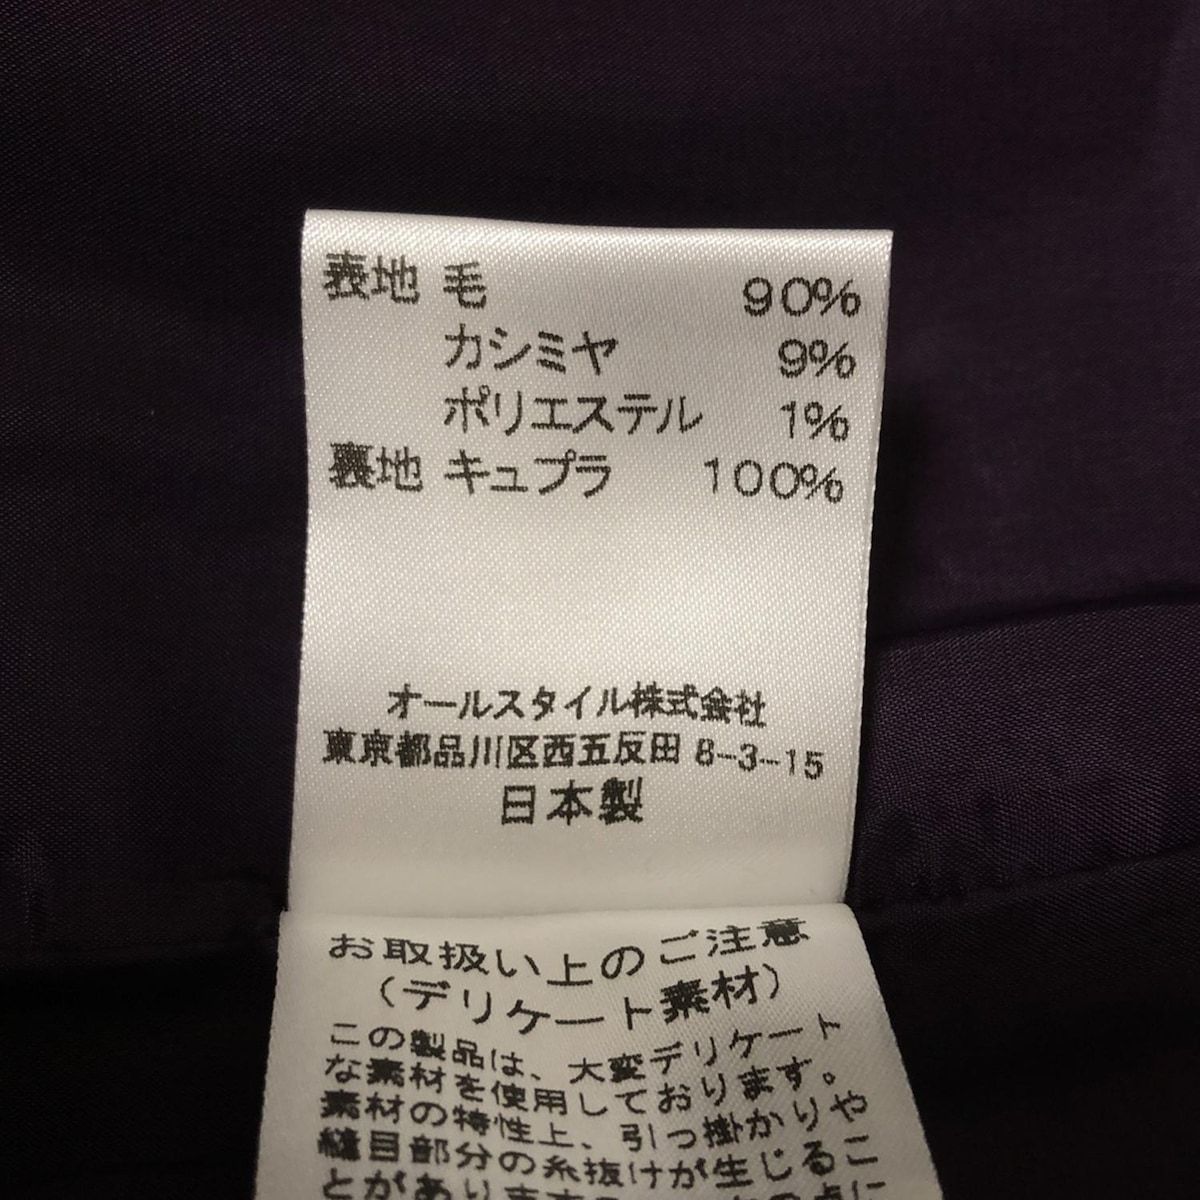 表地 毛 90%
カシミヤ 9%
ポリエステル 1%
裏地 キュプラ 100%
オールスタイル株式会社
東京都品川区西五反田 8-3-15
日本製
お取扱い上のご注意
(デリケート素材)
この製品は、大変デリケート
な素材を使用しております。
素材の特性上、引っ掛かりや
縫目部分の糸抜けが生じるこ
とがあります